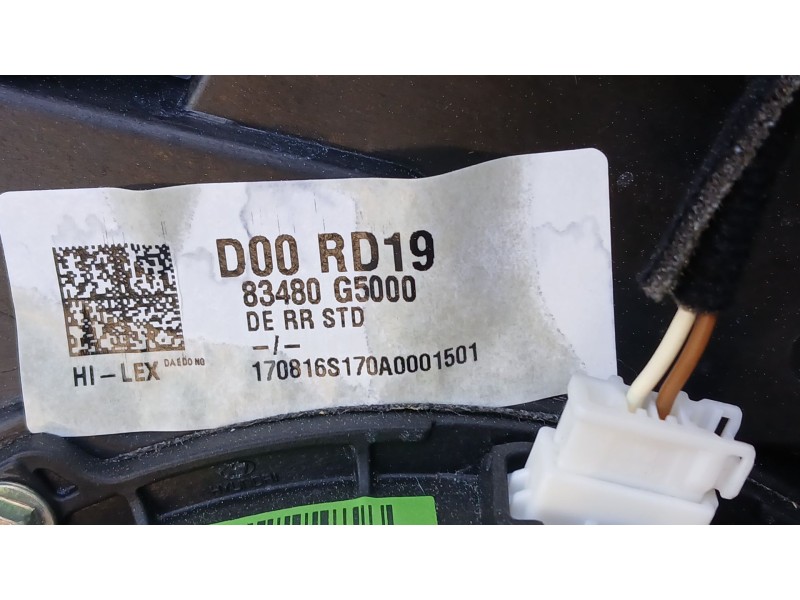 D00 RD19
83480 G5000
DE RR STD
-/-
HI-LEX DAEDONG
170816S170A0001501